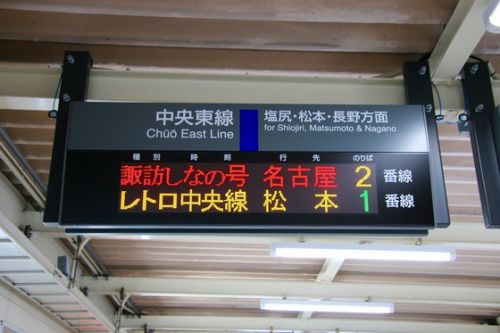 中央東線 塩尻・松本・長野方面
Chūō East Line for Shiojiri, Matsumoto & Nagano
種別 時刻 行先 のりば
諏訪しなの号 名古屋 2 番線
レトロ中央線 松本 1 番線